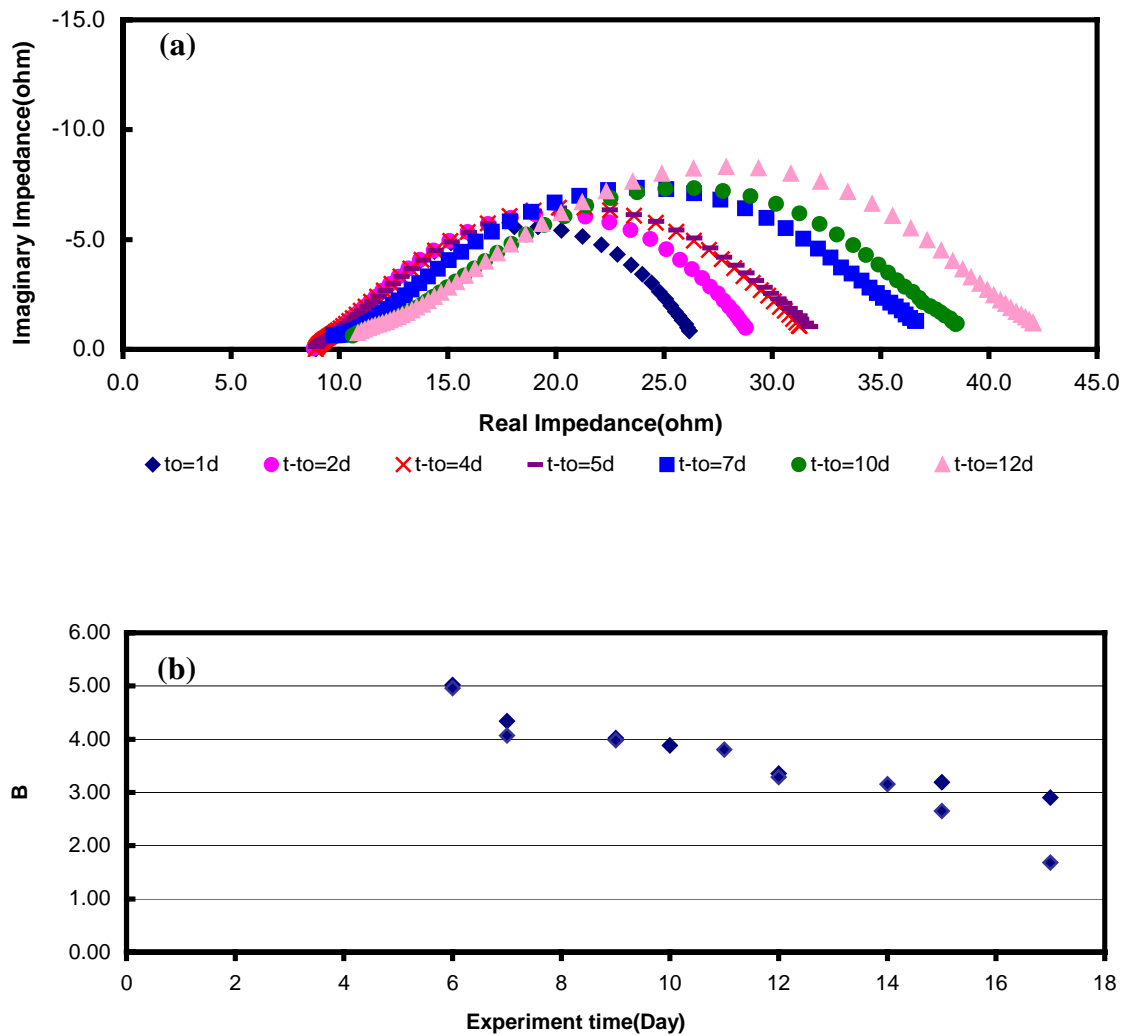 (a)
Imaginary Impedance(ohm)
-15.0
-10.0
-5.0
0.0
0.0 5.0 10.0 15.0 20.0 25.0 30.0 35.0 40.0 45.0
Real Impedance(ohm)
to=1d t-to=2d t-to=4d t-to=5d t-to=7d t-to=10d t-to=12d
(b)
B
6.00
5.00
4.00
3.00
2.00
1.00
0.00
0 2 4 6 8 10 12 14 16 18
Experiment time(Day)